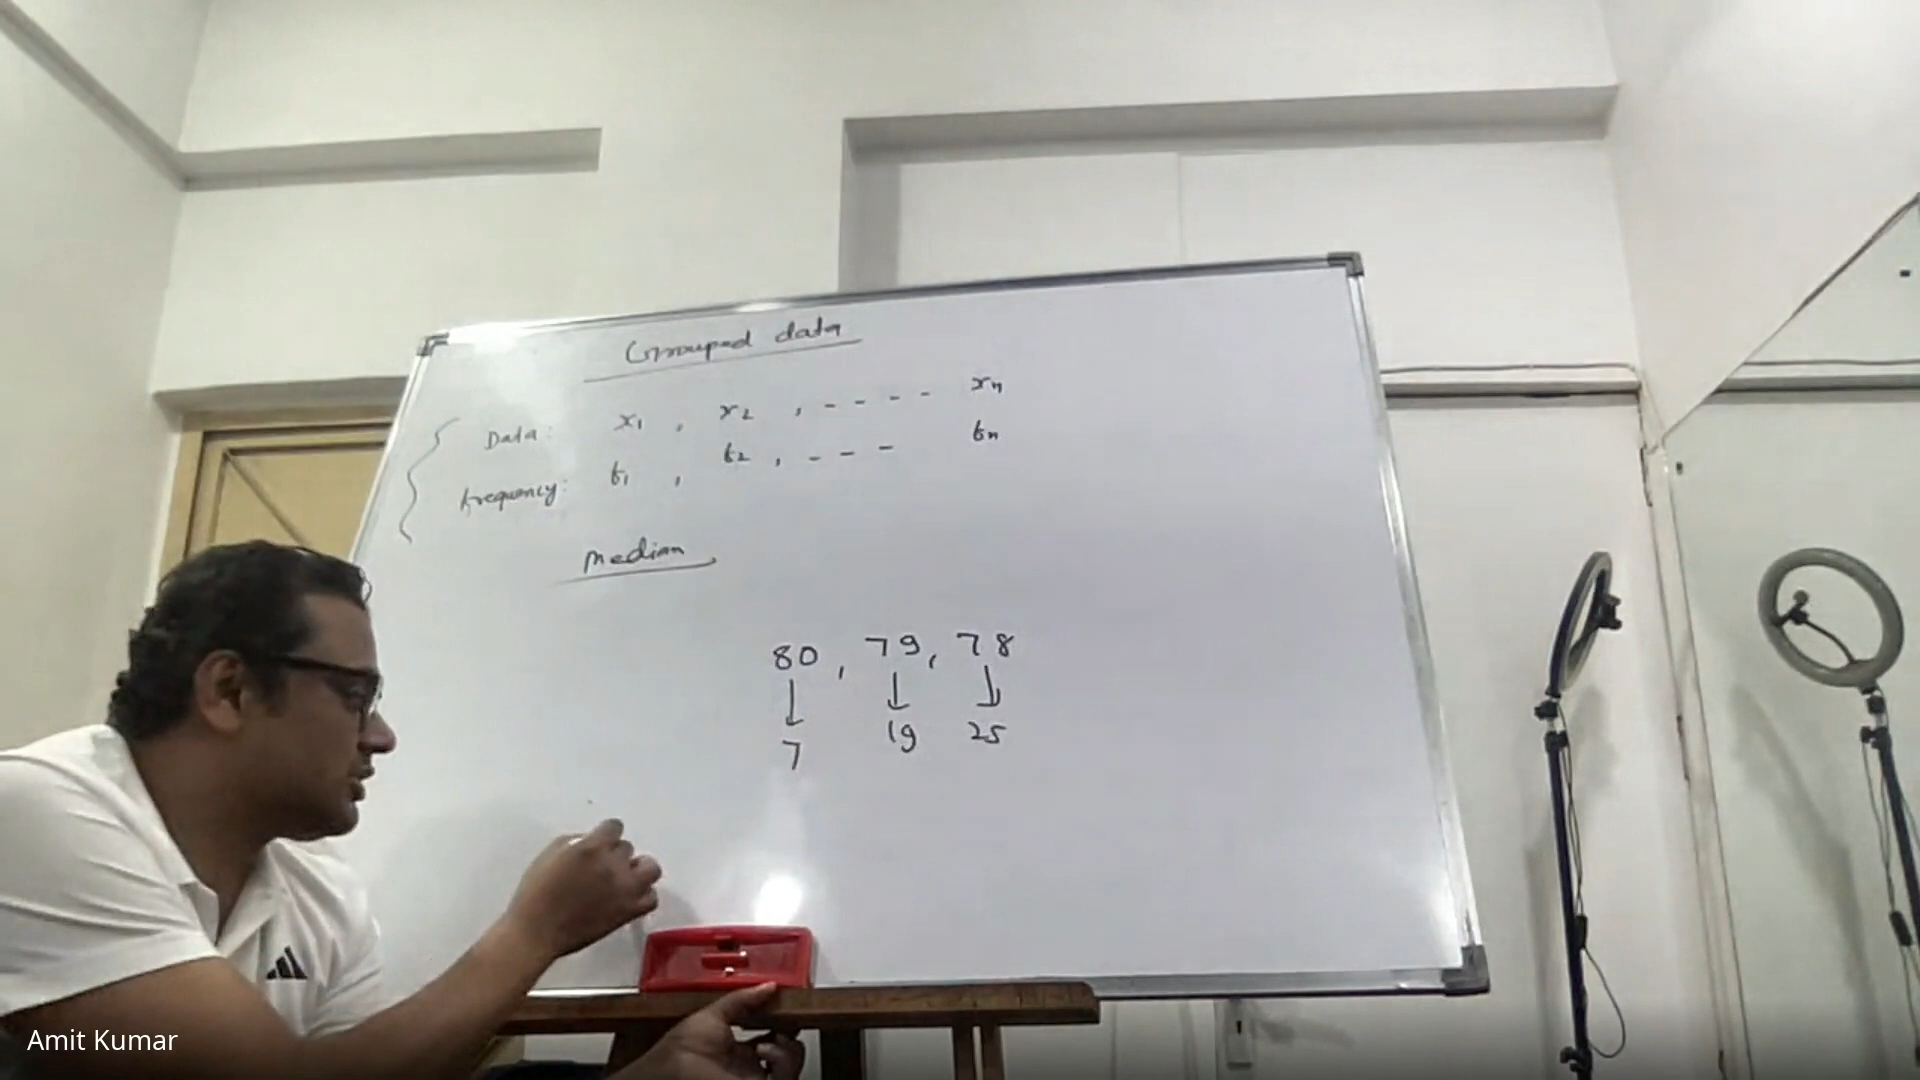 Grouped data
Data: x1 , x2 , - - - - xn
frequency: f1 , f2 , - - - fn
Median
80 , 79 , 78
7 19 25
Amit Kumar